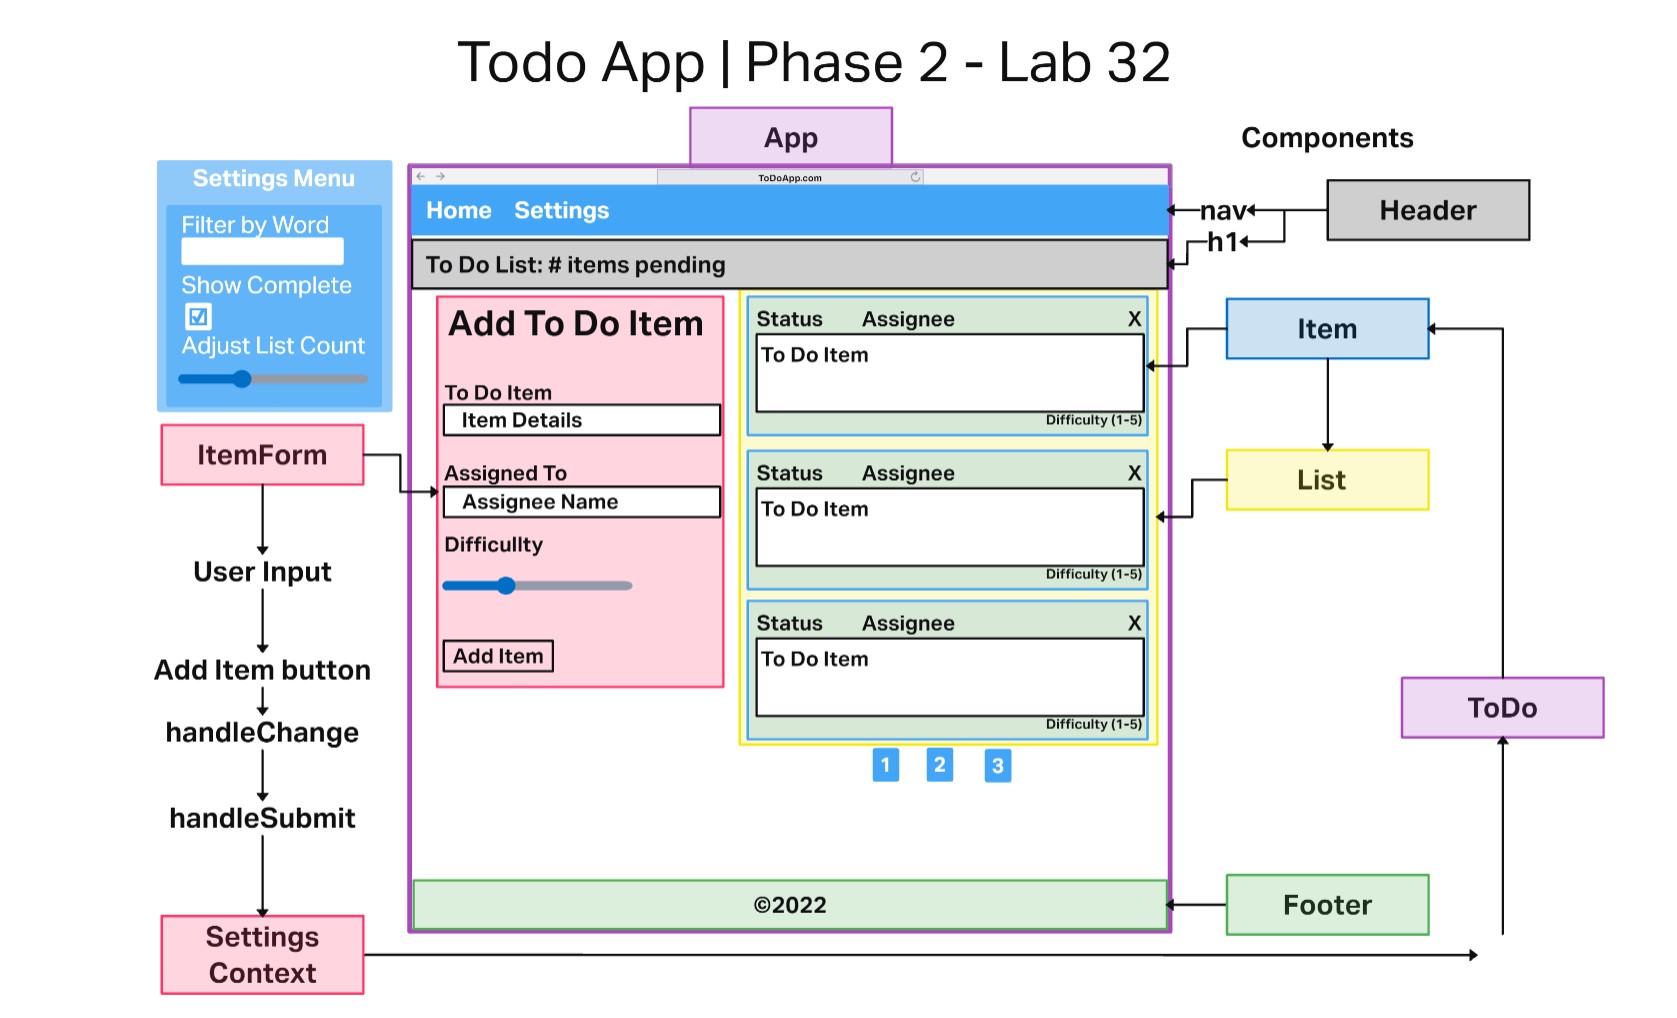 Todo App | Phase 2 - Lab 32
App
Components
Settings Menu
Filter by Word
Show Complete
Adjust List Count
ToDoApp.com
Home Settings
To Do List: # items pending
nav
h1
Header
Add To Do Item
To Do Item
Item Details
Assigned To
Assignee Name
Difficullty
Add Item
Status Assignee X
To Do Item
Difficulty (1-5)
Status Assignee X
To Do Item
Difficulty (1-5)
Status Assignee X
To Do Item
Difficulty (1-5)
1 2 3
©2022
Item
List
ToDo
Footer
ItemForm
User Input
Add Item button
handleChange
handleSubmit
Settings
Context